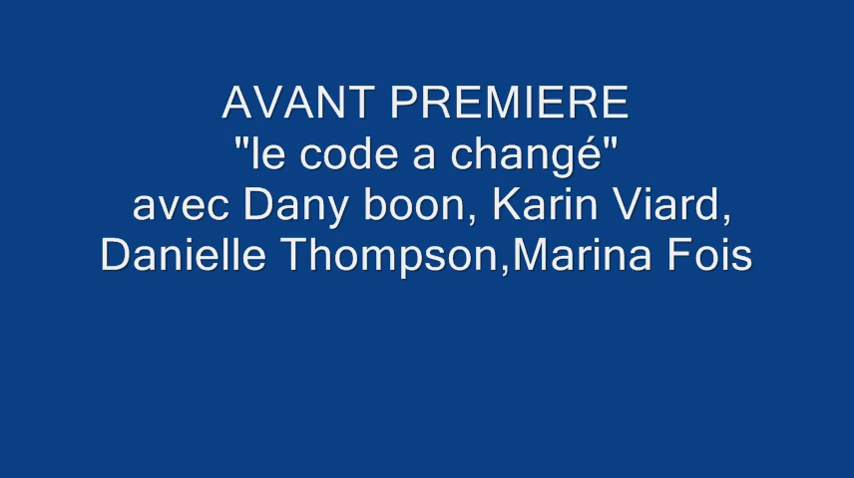 AVANT PREMIERE
"le code a changé"
avec Dany boon, Karin Viard,
Danielle Thompson,Marina Fois